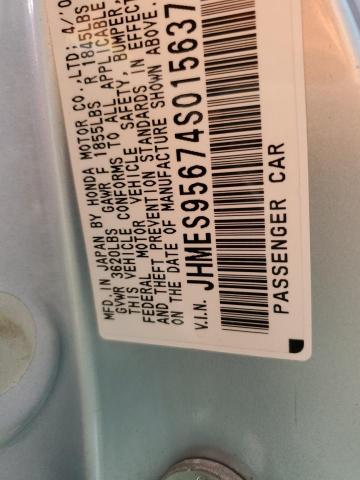 MFD. IN JAPAN BY HONDA MOTOR CO.,LTD; 4/0
GVWR 3620LBS GAWR F 1855LBS R 1845LBS
THIS VEHICLE CONFORMS TO ALL APPLICABLE
FEDERAL MOTOR VEHICLE SAFETY, BUMPER,
AND THEFT PREVENTION STANDARDS IN EFFECT
ON THE DATE OF MANUFACTURE SHOWN ABOVE.
V.I.N. JHMES95674S015637
PASSENGER CAR